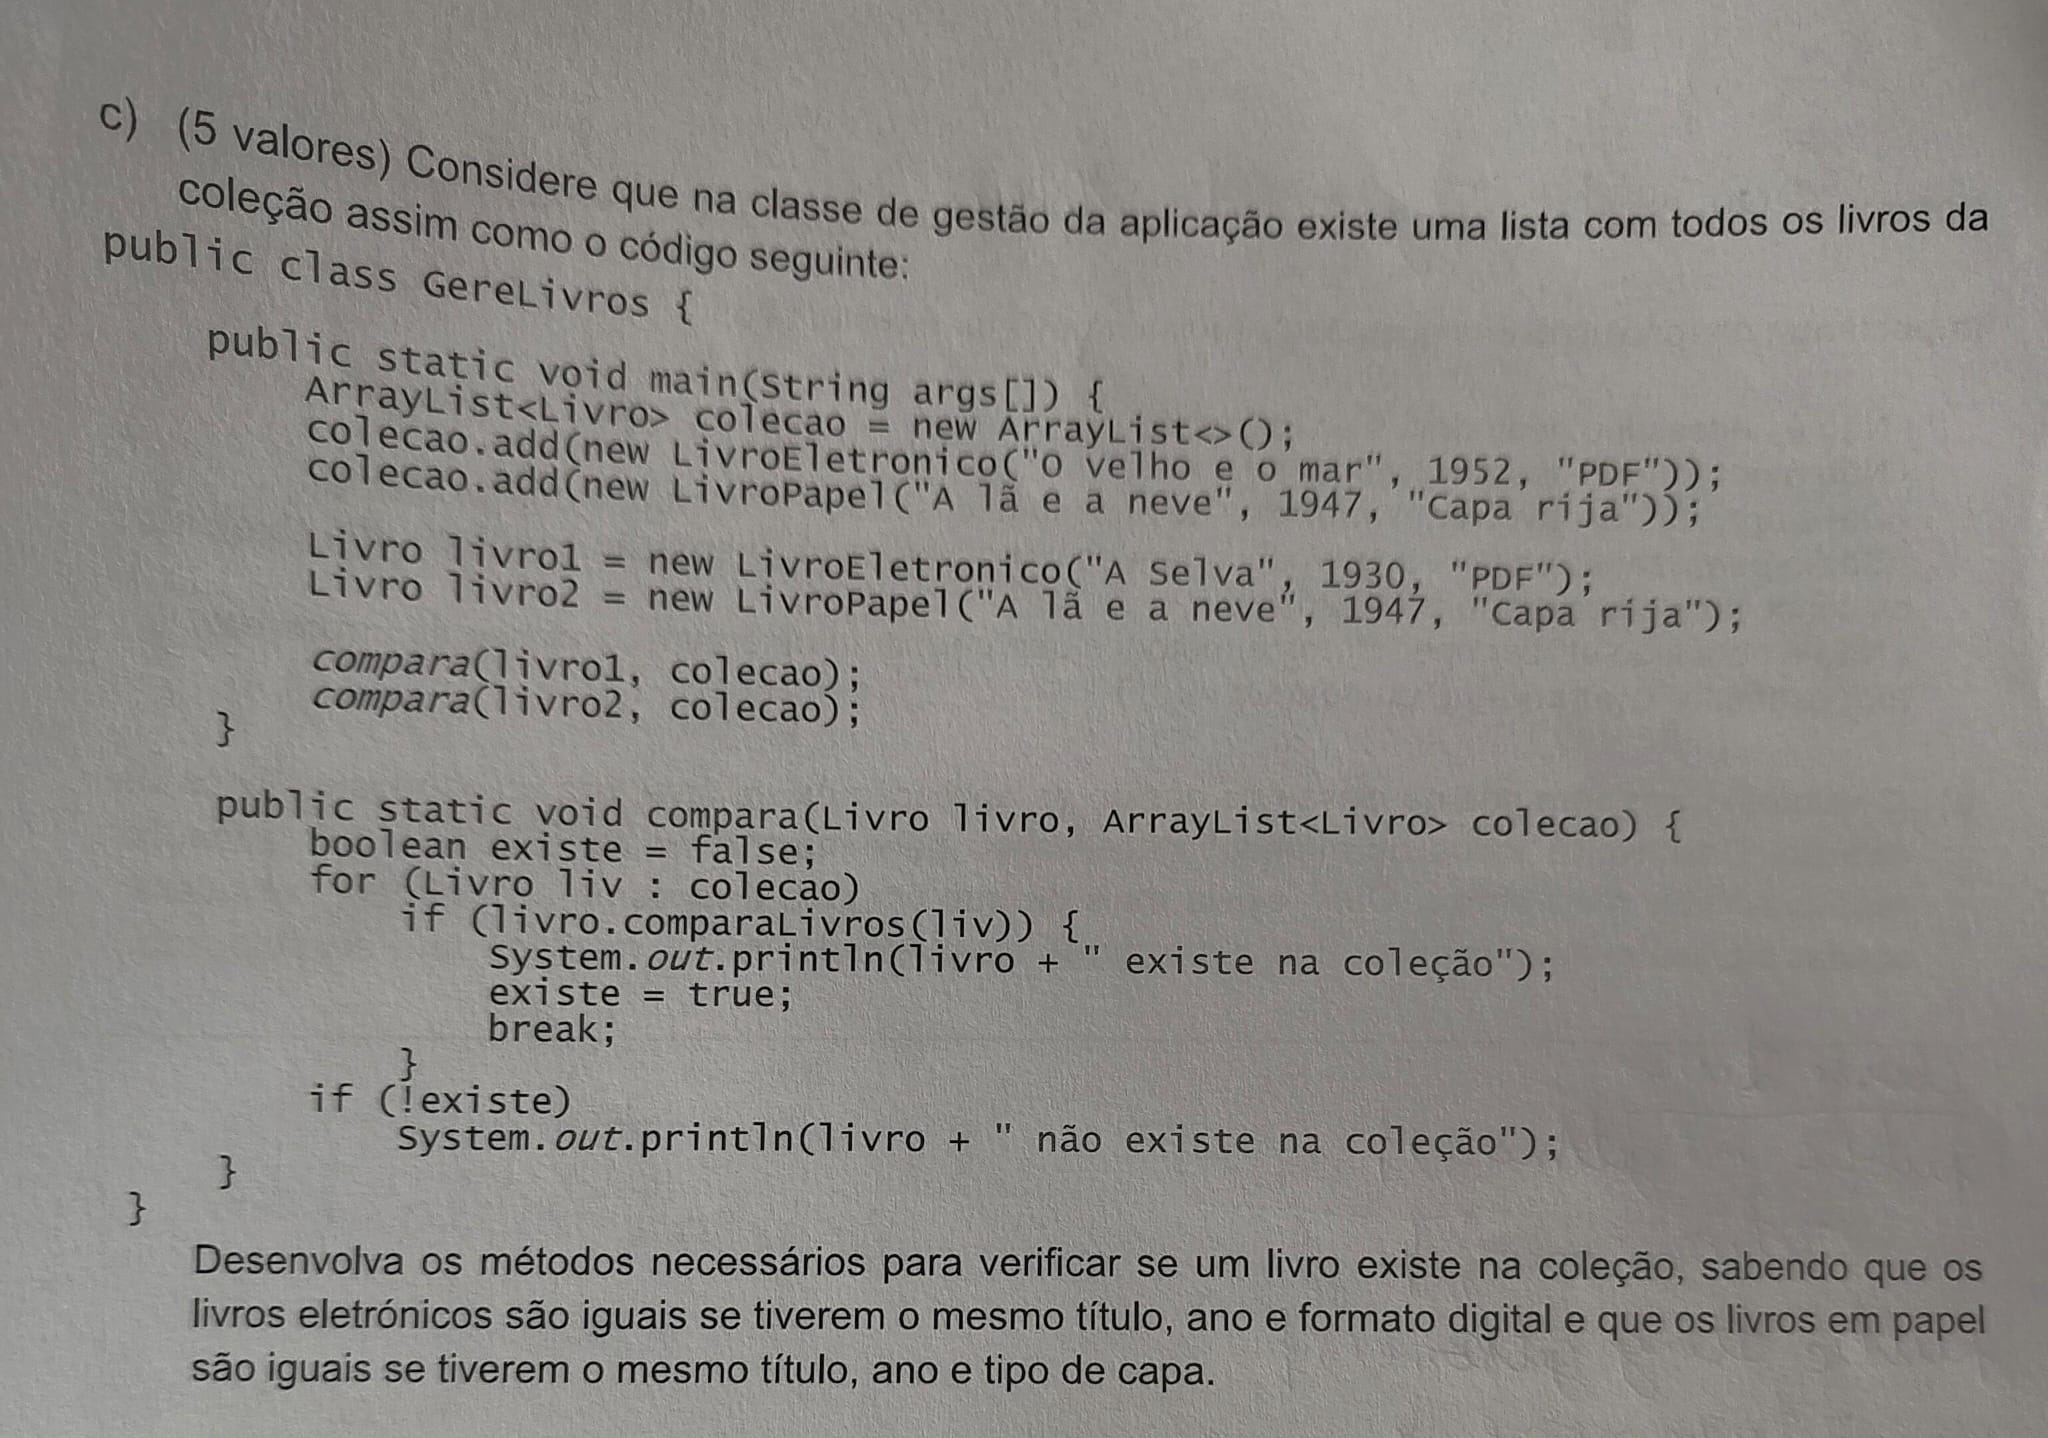 c) (5 valores) Considere que na classe de gestão da aplicação existe uma lista com todos os livros da
coleção assim como o código seguinte:
public class GereLivros {
public static void main(String args[]) {
ArrayList<Livro> colecao = new ArrayList<>();
colecao.add(new LivroEletronico("O velho e o mar", 1952, "PDF"));
colecao.add(new LivroPapel("A lã e a neve", 1947, "Capa rija"));
Livro livro1 = new LivroEletronico("A Selva", 1930, "PDF");
Livro livro2 = new LivroPapel("A lã e a neve", 1947, "Capa rija");
compara(livro1, colecao);
compara(livro2, colecao);
}
public static void compara(Livro livro, ArrayList<Livro> colecao) {
boolean existe = false;
for (Livro liv : colecao)
if (livro.comparaLivros(liv)) {
System.out.println(livro + " existe na coleção");
existe = true;
break;
}
if (!existe)
System.out.println(livro + " não existe na coleção");
}
}
Desenvolva os métodos necessários para verificar se um livro existe na coleção, sabendo que os
livros eletrónicos são iguais se tiverem o mesmo título, ano e formato digital e que os livros em papel
são iguais se tiverem o mesmo título, ano e tipo de capa.